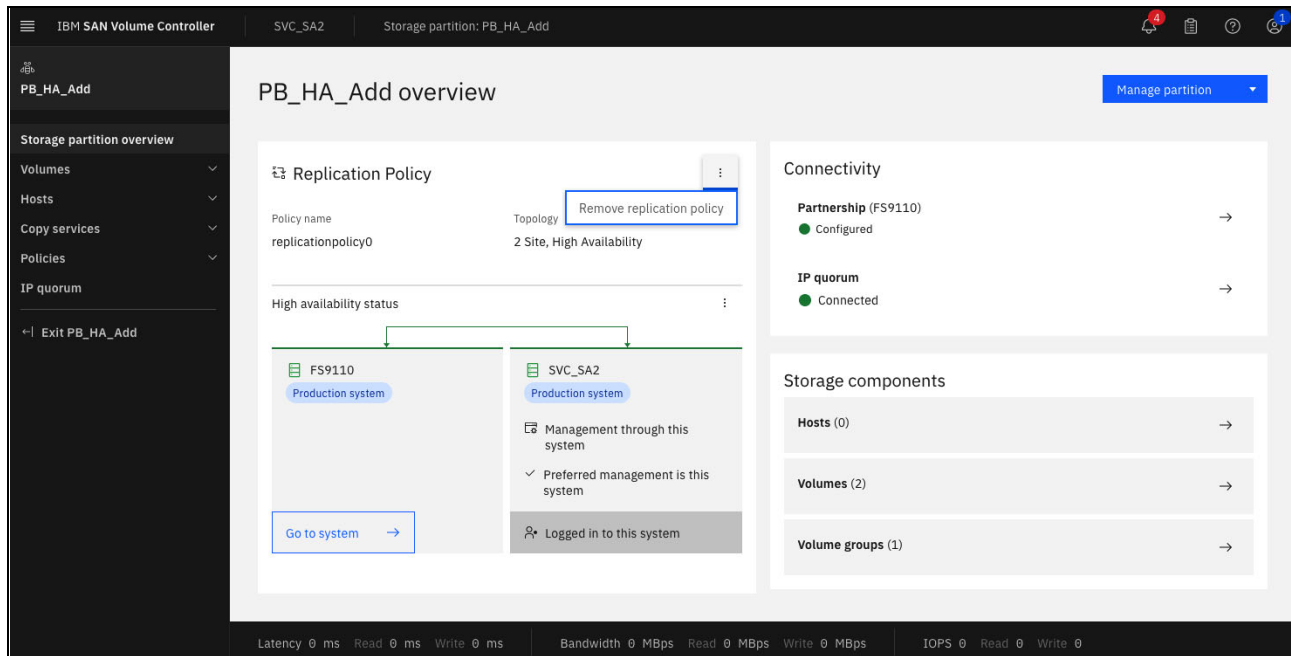 IBM SAN Volume Controller
SVC_SA2
Storage partition: PB_HA_Add
4
1
PB_HA_Add
Storage partition overview
Volumes
Hosts
Copy services
Policies
IP quorum
Exit PB_HA_Add
PB_HA_Add overview
Manage partition
Replication Policy
Remove replication policy
Policy name
Topology
replicationpolicy0
2 Site, High Availability
High availability status
FS9110
Production system
Go to system
SVC_SA2
Production system
Management through this
system
Preferred management is this
system
Logged in to this system
Connectivity
Partnership (FS9110)
Configured
IP quorum
Connected
Storage components
Hosts (0)
Volumes (2)
Volume groups (1)
Latency 0 ms Read 0 ms Write 0 ms
Bandwidth 0 MBps Read 0 MBps Write 0 MBps
IOPS 0 Read 0 Write 0